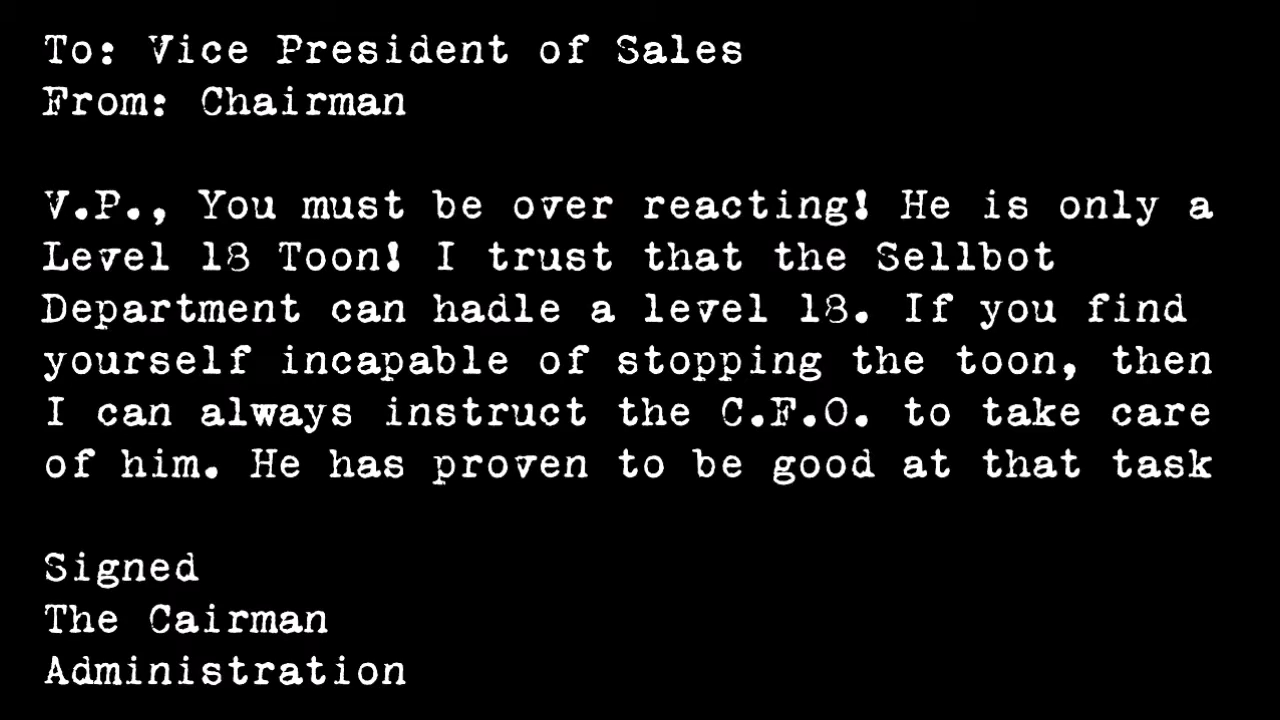 To: Vice President of Sales
From: Chairman
V.P., You must be over reacting! He is only a
Level 18 Toon! I trust that the Sellbot
Department can hadle a level 18. If you find
yourself incapable of stopping the toon, then
I can always instruct the C.F.O. to take care
of him. He has proven to be good at that task
Signed
The Cairman
Administration